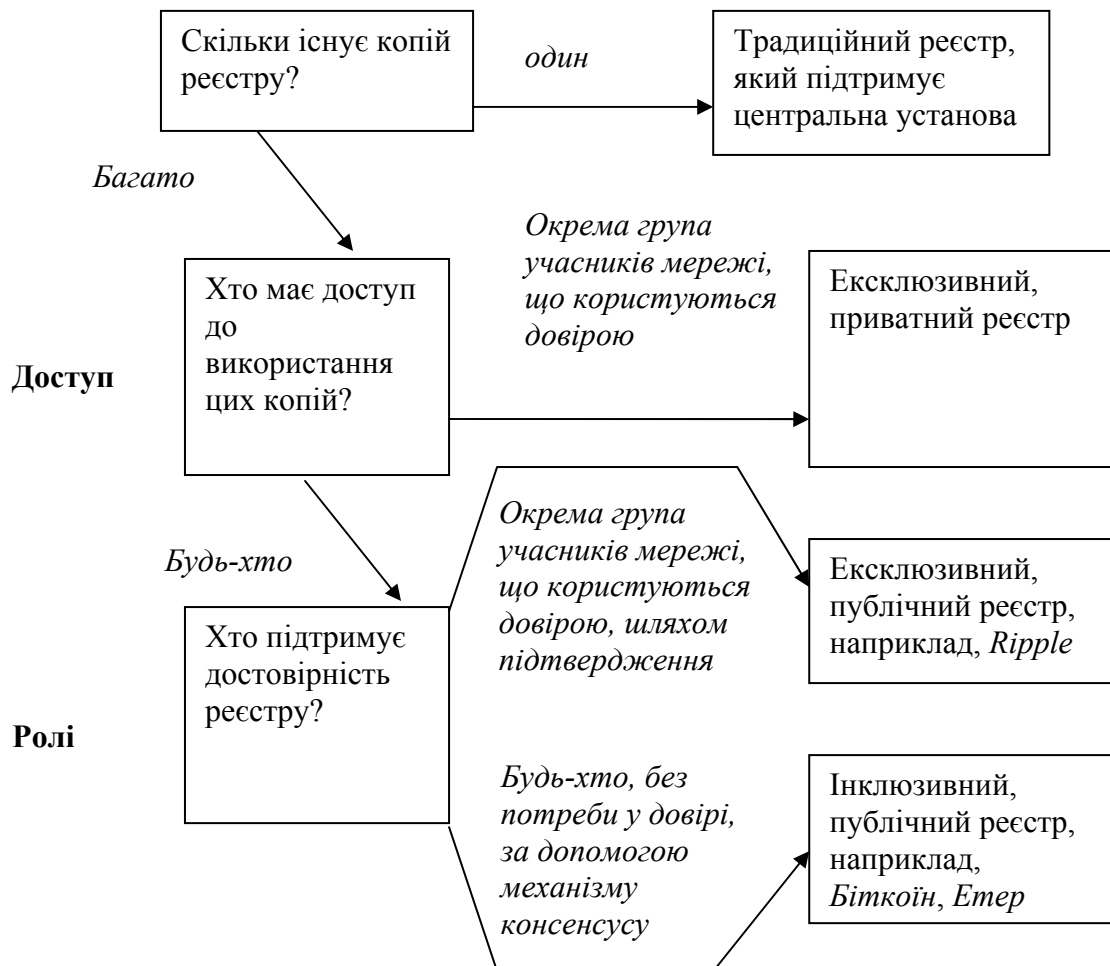 Скільки існує копій
реєстру?
один
Традиційний реєстр,
який підтримує
центральна установа
Багато
Окрема група
учасників мережі,
що користуються
довірою
Хто має доступ
до
використання
цих копій?
Ексклюзивний,
приватний реєстр
Доступ
Будь-хто
Окрема група
учасників мережі,
що користуються
довірою, шляхом
підтвердження
Ексклюзивний,
публічний реєстр,
наприклад, Ripple
Хто підтримує
достовірність
реєстру?
Ролі
Будь-хто, без
потреби у довірі,
за допомогою
механізму
консенсусу
Інклюзивний,
публічний реєстр,
наприклад,
Біткоїн, Етер